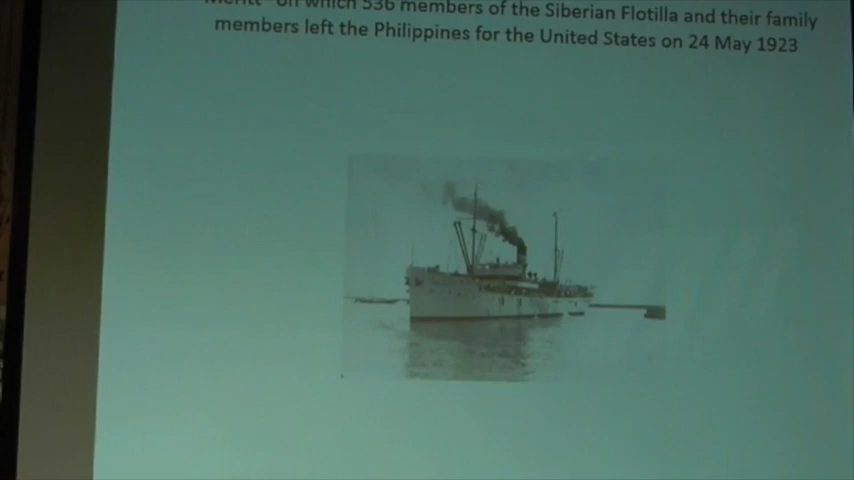 Merritt" on which 536 members of the Siberian Flotilla and their family
members left the Philippines for the United States on 24 May 1923